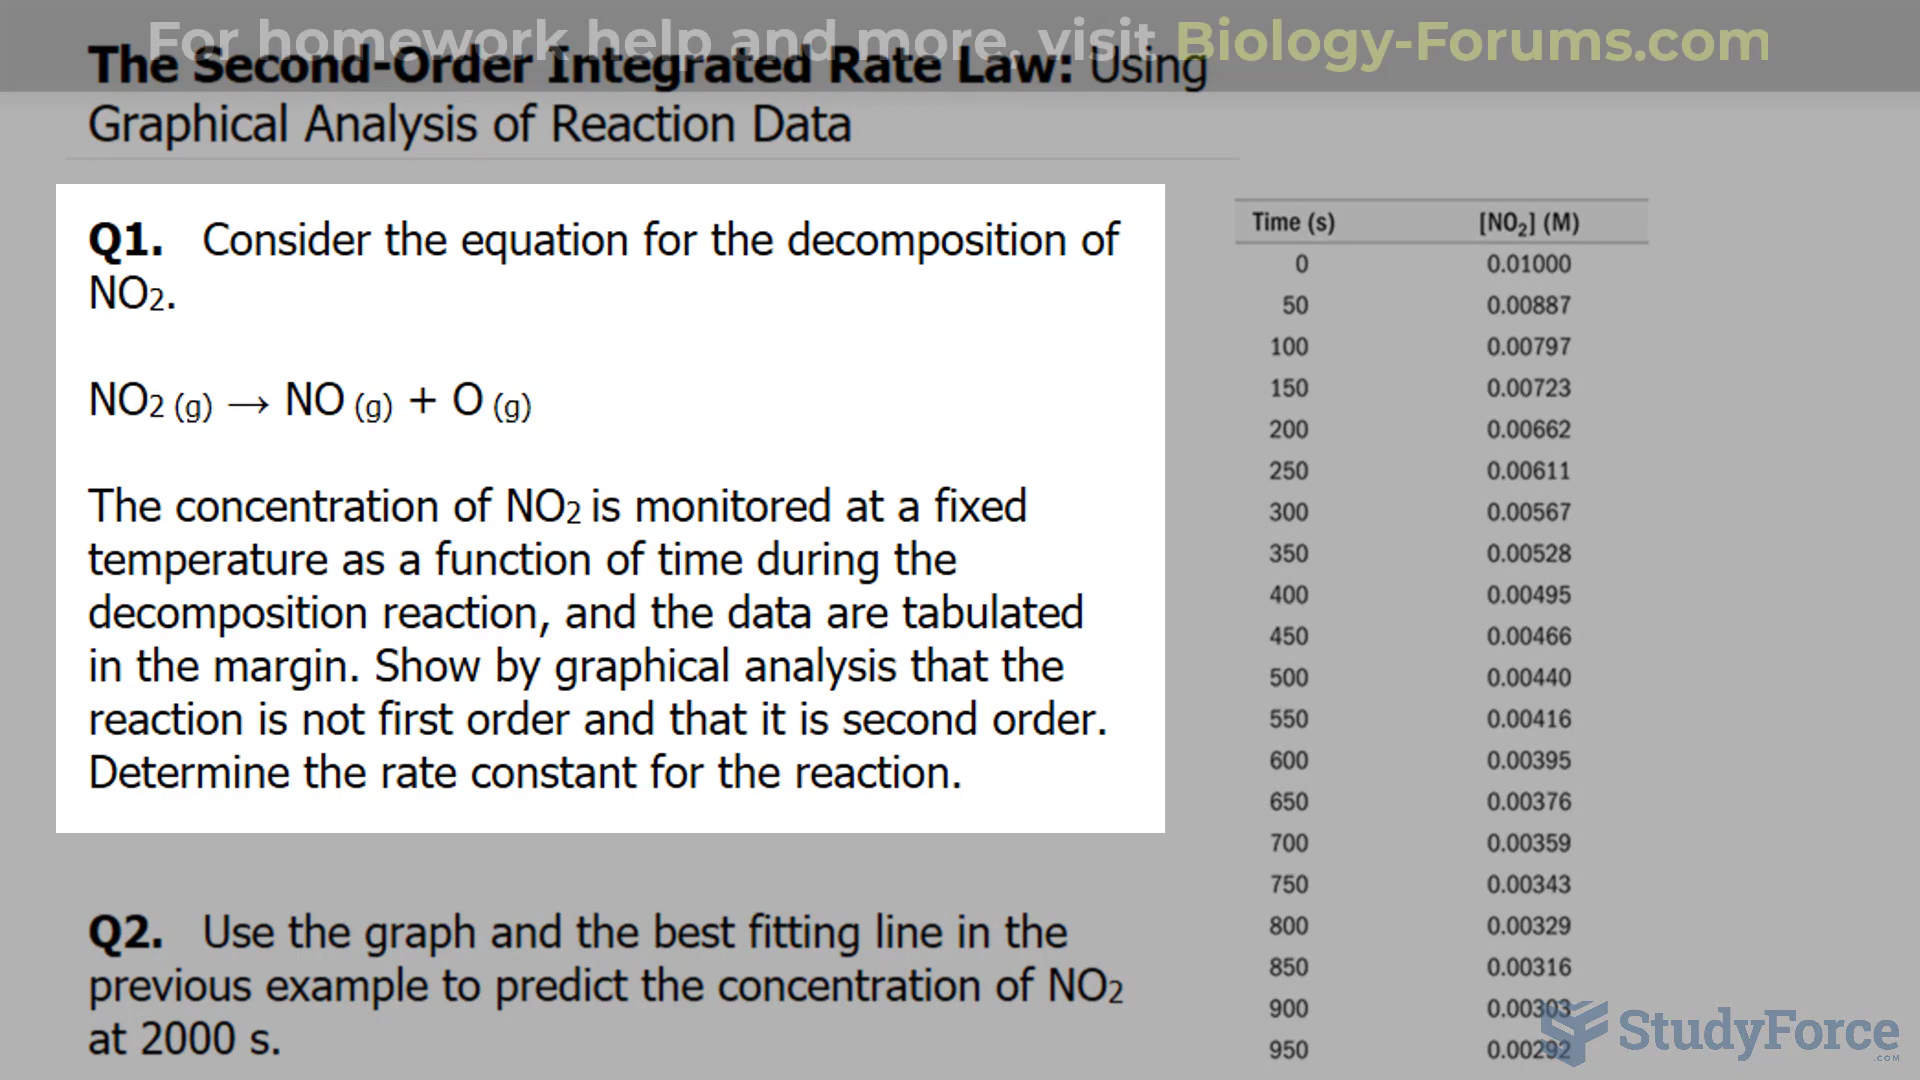 For homework help and more, visit Biology-Forums.com
The Second-Order Integrated Rate Law: Using
Graphical Analysis of Reaction Data
Q1. Consider the equation for the decomposition of
NO2.
NO2 (g) → NO (g) + O (g)
The concentration of NO2 is monitored at a fixed
temperature as a function of time during the
decomposition reaction, and the data are tabulated
in the margin. Show by graphical analysis that the
reaction is not first order and that it is second order.
Determine the rate constant for the reaction.
Q2. Use the graph and the best fitting line in the
previous example to predict the concentration of NO2
at 2000 s.
Time (s) [NO₂] (M)
0 0.01000
50 0.00887
100 0.00797
150 0.00723
200 0.00662
250 0.00611
300 0.00567
350 0.00528
400 0.00495
450 0.00466
500 0.00440
550 0.00416
600 0.00395
650 0.00376
700 0.00359
750 0.00343
800 0.00329
850 0.00316
900 0.00303
950 0.00292
StudyForce
.COM